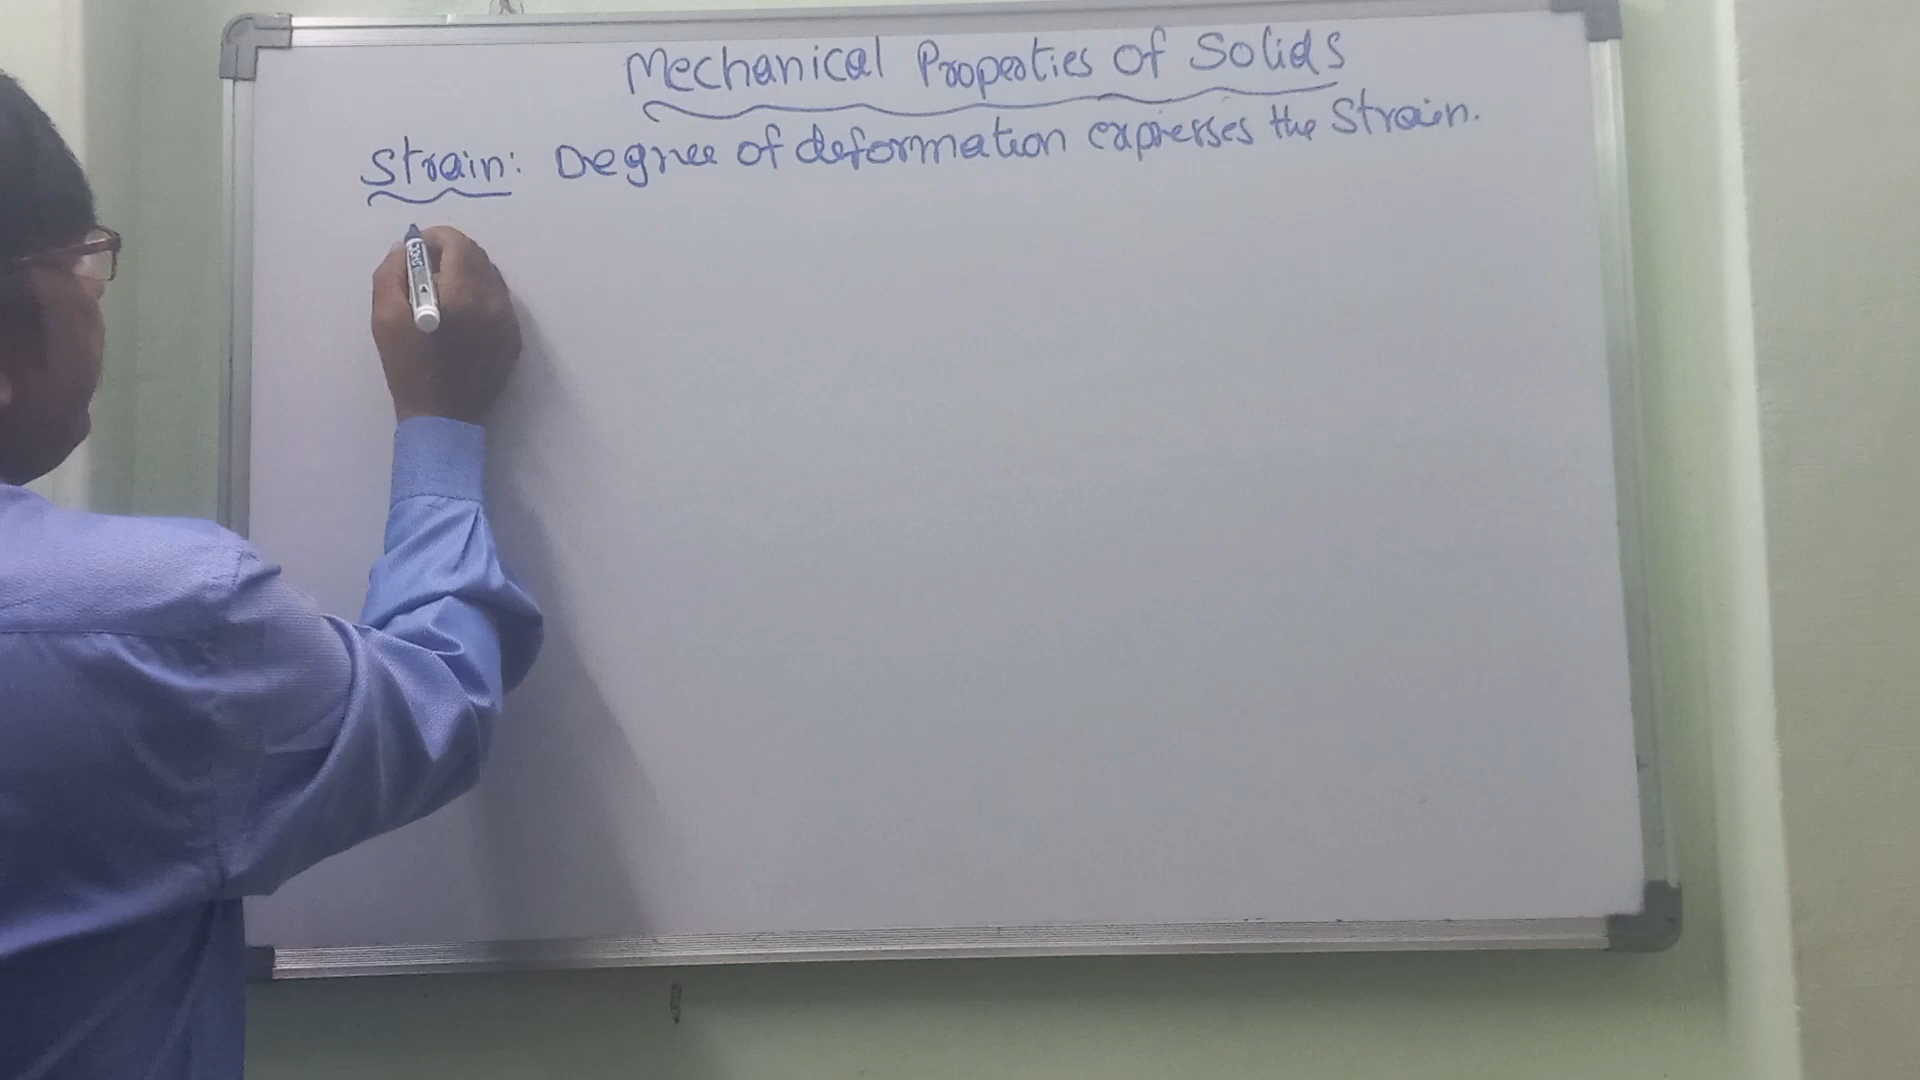 Mechanical Properties Of Solids
Strain: Degree of deformation expresses the Strain.